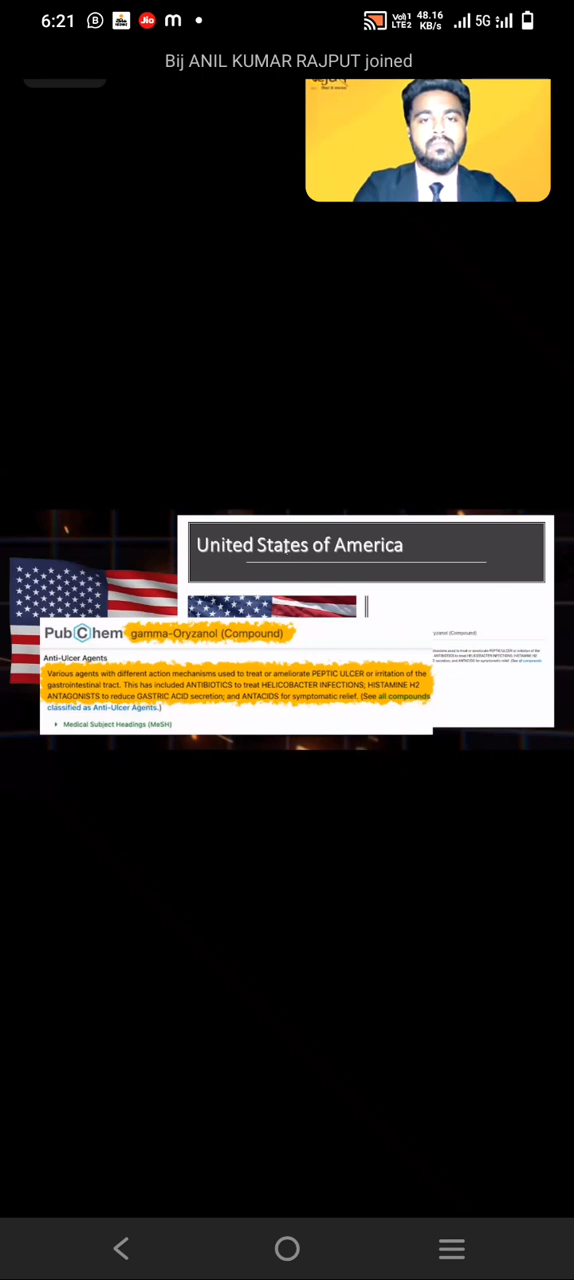 6:21
Jio
m
Vo1) 48.16
LTE2 KB/s
5G
Bij ANIL KUMAR RAJPUT joined
United States of America
PubChem gamma-Oryzanol (Compound)
Anti-Ulcer Agents
Various agents with different action mechanisms used to treat or ameliorate PEPTIC ULCER or irritation of the
gastrointestinal tract. This has included ANTIBIOTICS to treat HELICOBACTER INFECTIONS; HISTAMINE H2
ANTAGONISTS to reduce GASTRIC ACID secretion; and ANTACIDS for symptomatic relief. (See all compounds
classified as Anti-Ulcer Agents.)
Medical Subject Headings (MeSH)